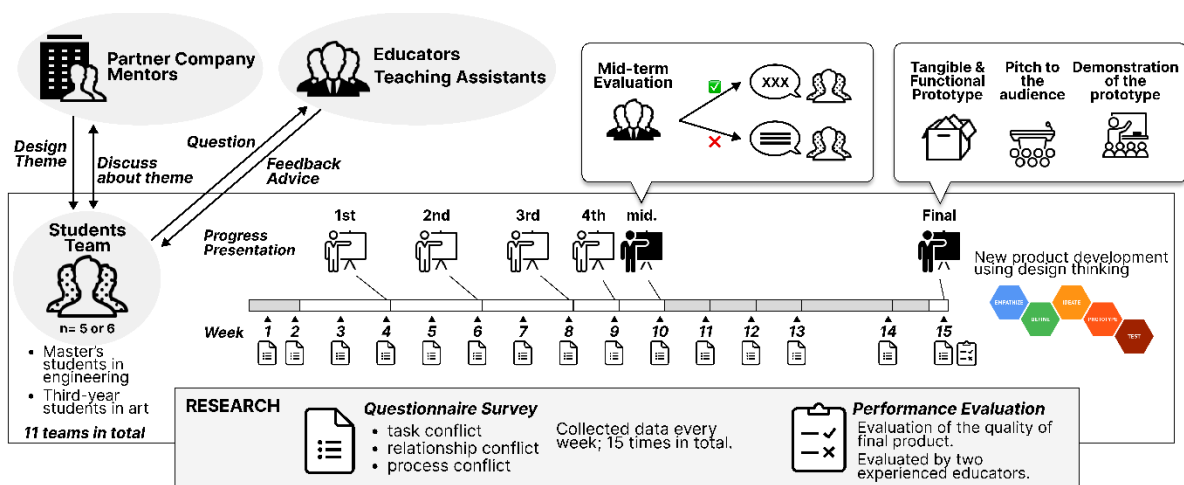 Partner Company
Mentors
Educators
Teaching Assistants
Design
Theme
Discuss
about theme
Question
Feedback
Advice
Mid-term
Evaluation
XXX
Tangible &
Functional
Prototype
Pitch to
the
audience
Demonstration
of the
prototype
Students
Team
n= 5 or 6
• Master's
students in
engineering
• Third-year
students in art
11 teams in total
Progress
Presentation
1st
2nd
3rd
4th
mid.
Final
Week
1 2 3 4 5 6 7 8 9 10 11 12 13 14 15
New product development
using design thinking
EMPATHIZE
DEFINE
IDEATE
PROTOTYPE
TEST
RESEARCH
Questionnaire Survey
• task conflict
• relationship conflict
• process conflict
Collected data every
week; 15 times in total.
Performance Evaluation
Evaluation of the quality of
final product.
Evaluated by two
experienced educators.